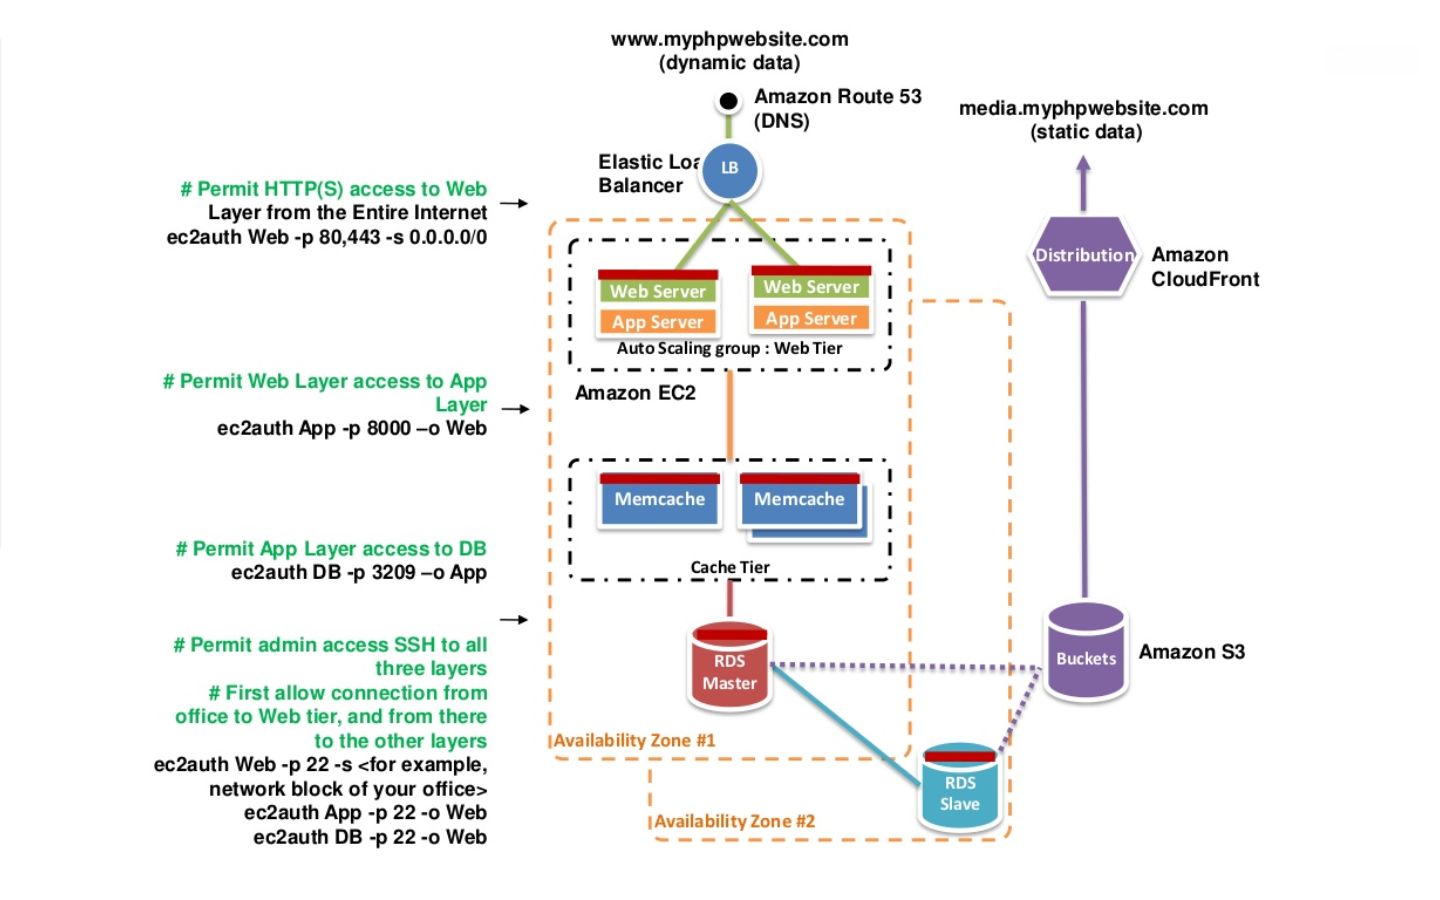 www.myphpwebsite.com
(dynamic data)
Amazon Route 53
(DNS)
media.myphpwebsite.com
(static data)
Elastic Loa
Balancer
LB
# Permit HTTP(S) access to Web
Layer from the Entire Internet
ec2auth Web -p 80,443 -s 0.0.0.0/0
Distribution
Amazon
CloudFront
Web Server
App Server
Web Server
App Server
Auto Scaling group : Web Tier
Amazon EC2
# Permit Web Layer access to App
Layer
ec2auth App -p 8000 –o Web
Memcache
Memcache
Cache Tier
# Permit App Layer access to DB
ec2auth DB -p 3209 –o App
RDS
Master
Buckets
Amazon S3
# Permit admin access SSH to all
three layers
# First allow connection from
office to Web tier, and from there
to the other layers
ec2auth Web -p 22 -s <for example,
network block of your office>
ec2auth App -p 22 -o Web
ec2auth DB -p 22 -o Web
Availability Zone #1
RDS
Slave
Availability Zone #2